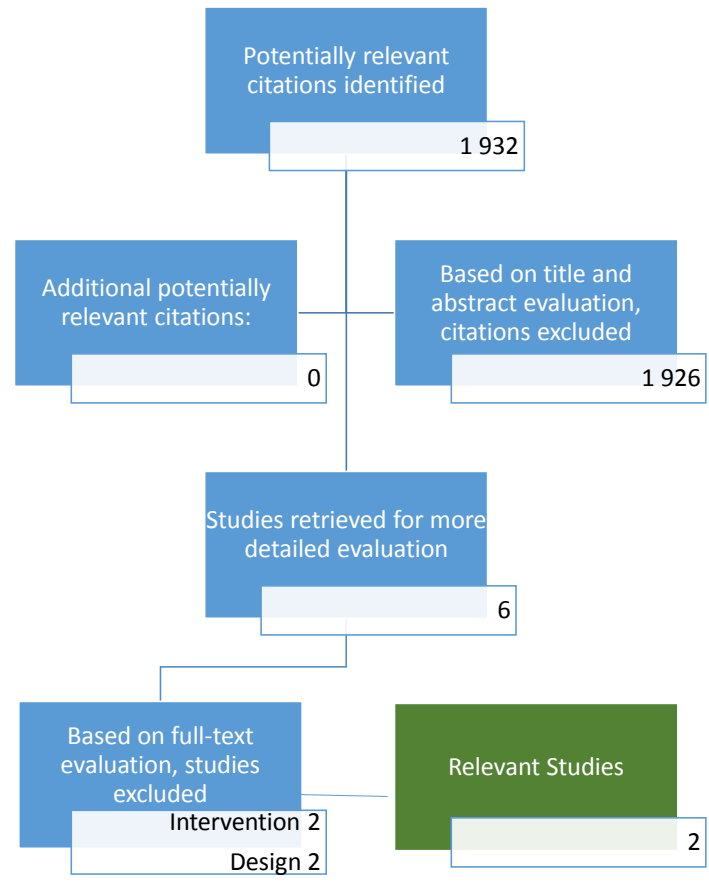 Potentially relevant
citations identified
1 932
Additional potentially
relevant citations:
0
Based on title and
abstract evaluation,
citations excluded
1 926
Studies retrieved for more
detailed evaluation
6
Based on full-text
evaluation, studies
excluded
Intervention 2
Design 2
Relevant Studies
2